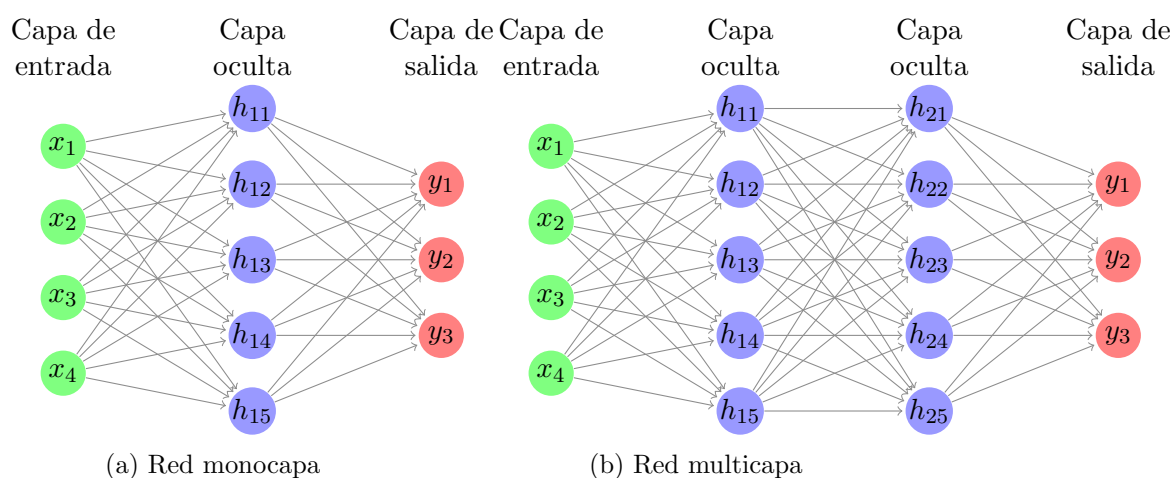 Capa de
entrada
Capa
oculta
Capa de
salida
x1
x2
x3
x4
h11
h12
h13
h14
h15
y1
y2
y3
(a) Red monocapa
Capa de
entrada
Capa
oculta
Capa
oculta
Capa de
salida
x1
x2
x3
x4
h11
h12
h13
h14
h15
h21
h22
h23
h24
h25
y1
y2
y3
(b) Red multicapa